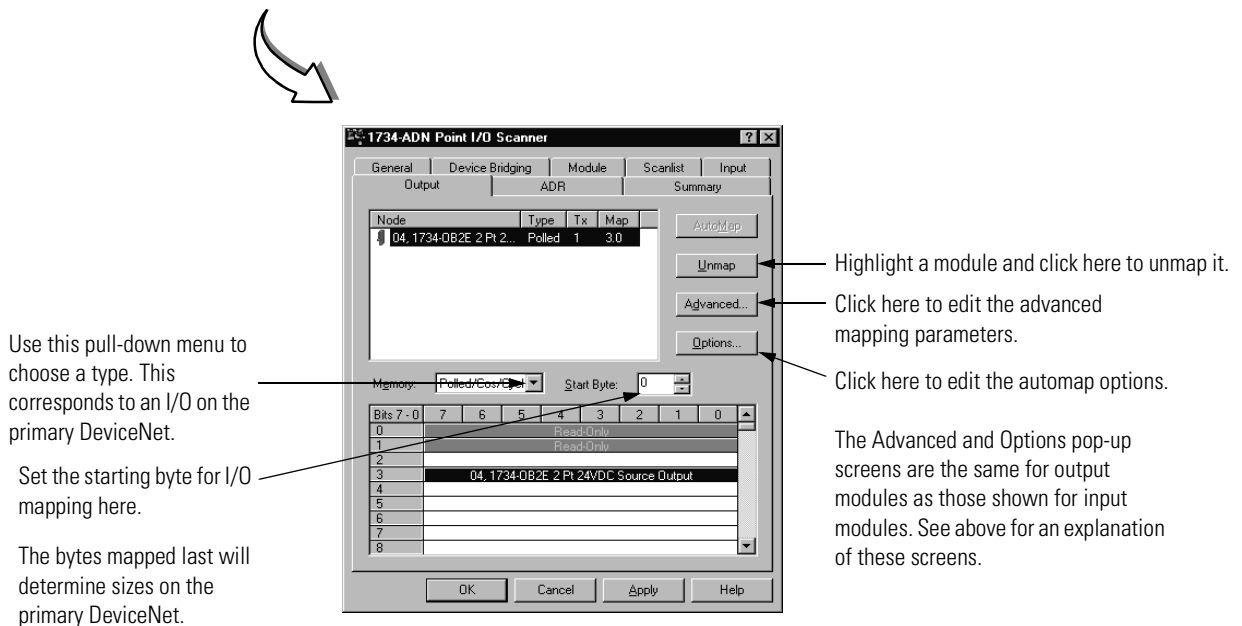 1734-ADN Point I/O Scanner
General Device Bridging Module Scanlist Input
Output ADR Summary
Node Type Tx Map
04, 1734-OB2E 2 Pt 2... Polled 1 3.0
AutoMap
Unmap
Advanced...
Options...
Highlight a module and click here to unmap it.
Click here to edit the advanced
mapping parameters.
Click here to edit the automap options.
The Advanced and Options pop-up
screens are the same for output
modules as those shown for input
modules. See above for an explanation
of these screens.
Use this pull-down menu to
choose a type. This
corresponds to an I/O on the
primary DeviceNet.
Set the starting byte for I/O
mapping here.
The bytes mapped last will
determine sizes on the
primary DeviceNet.
Memory: Polled/Cos/ Start Byte: 0
Bits 7 - 0 7 6 5 4 3 2 1 0
0 Read-Only
1 Read-Only
2
3 04, 1734-OB2E 2 Pt 24VDC Source Output
4
5
6
7
8
OK Cancel Apply Help